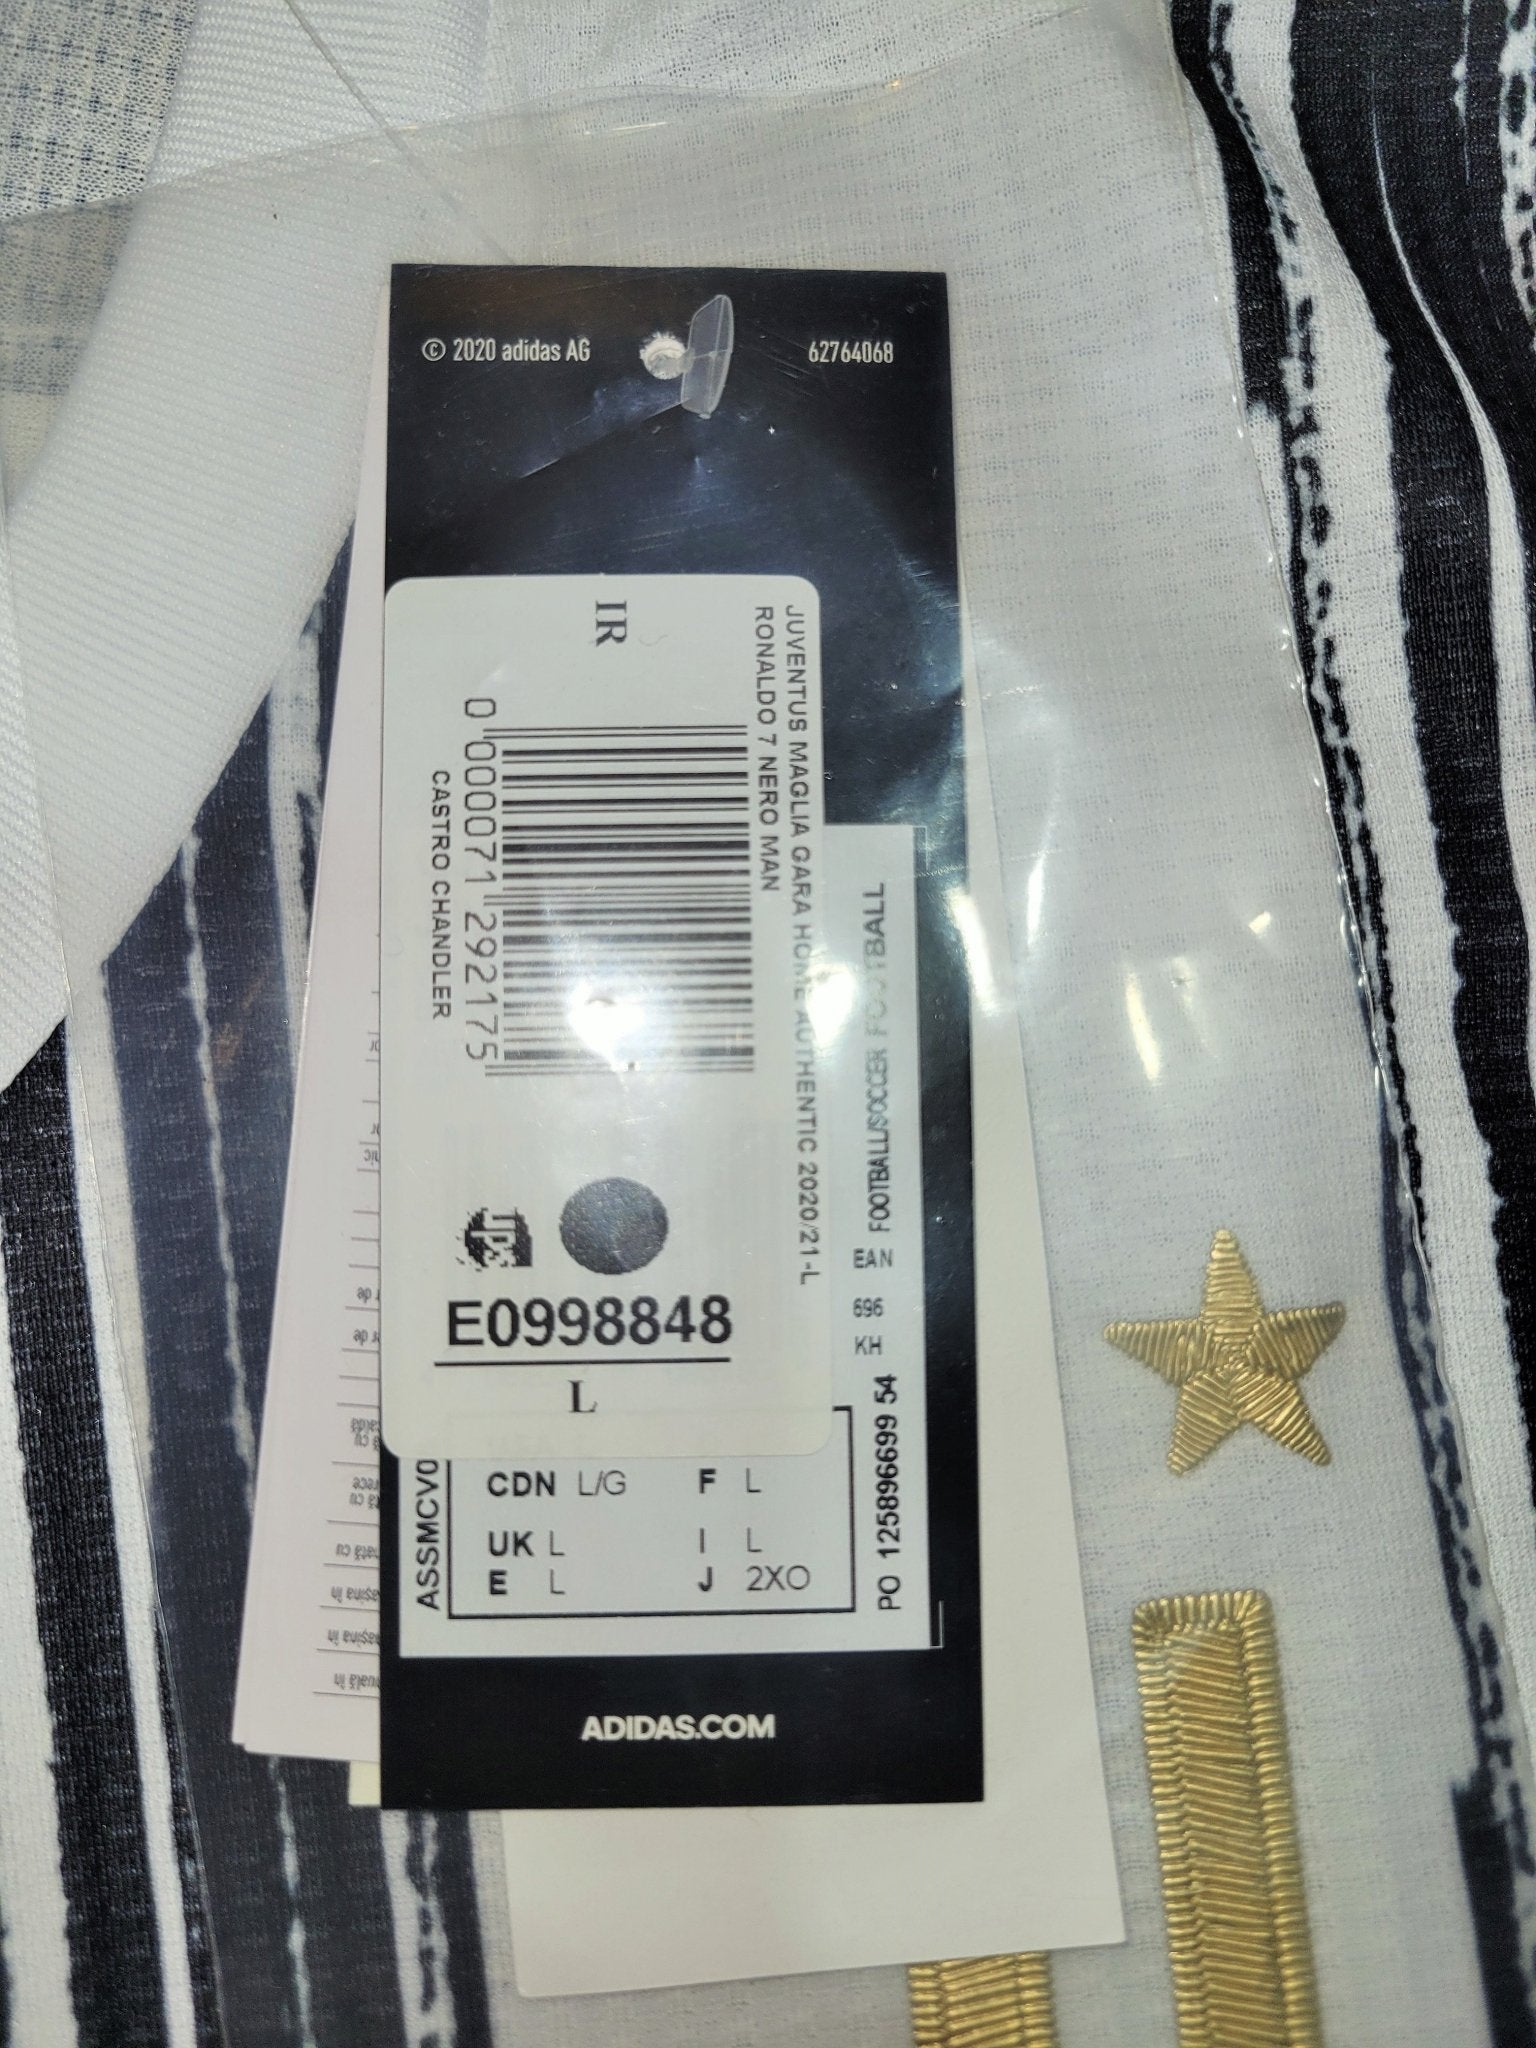 © 2020 adidas AG
62764068
IR
JUVENTUS MAGLIA GARA HOME AUTHENTIC 2020/21-L
RONALDO 7 NERO MAN
0 000071 292175
CASTRO CHANDLER
E0998848
L
FOOTBALL/SOCCER FOOTBALL
EAN
696
KH
PO 125896699 54
ASSMCV0
CDN L/G F L
UK L I L
E L J 2XO
ADIDAS.COM